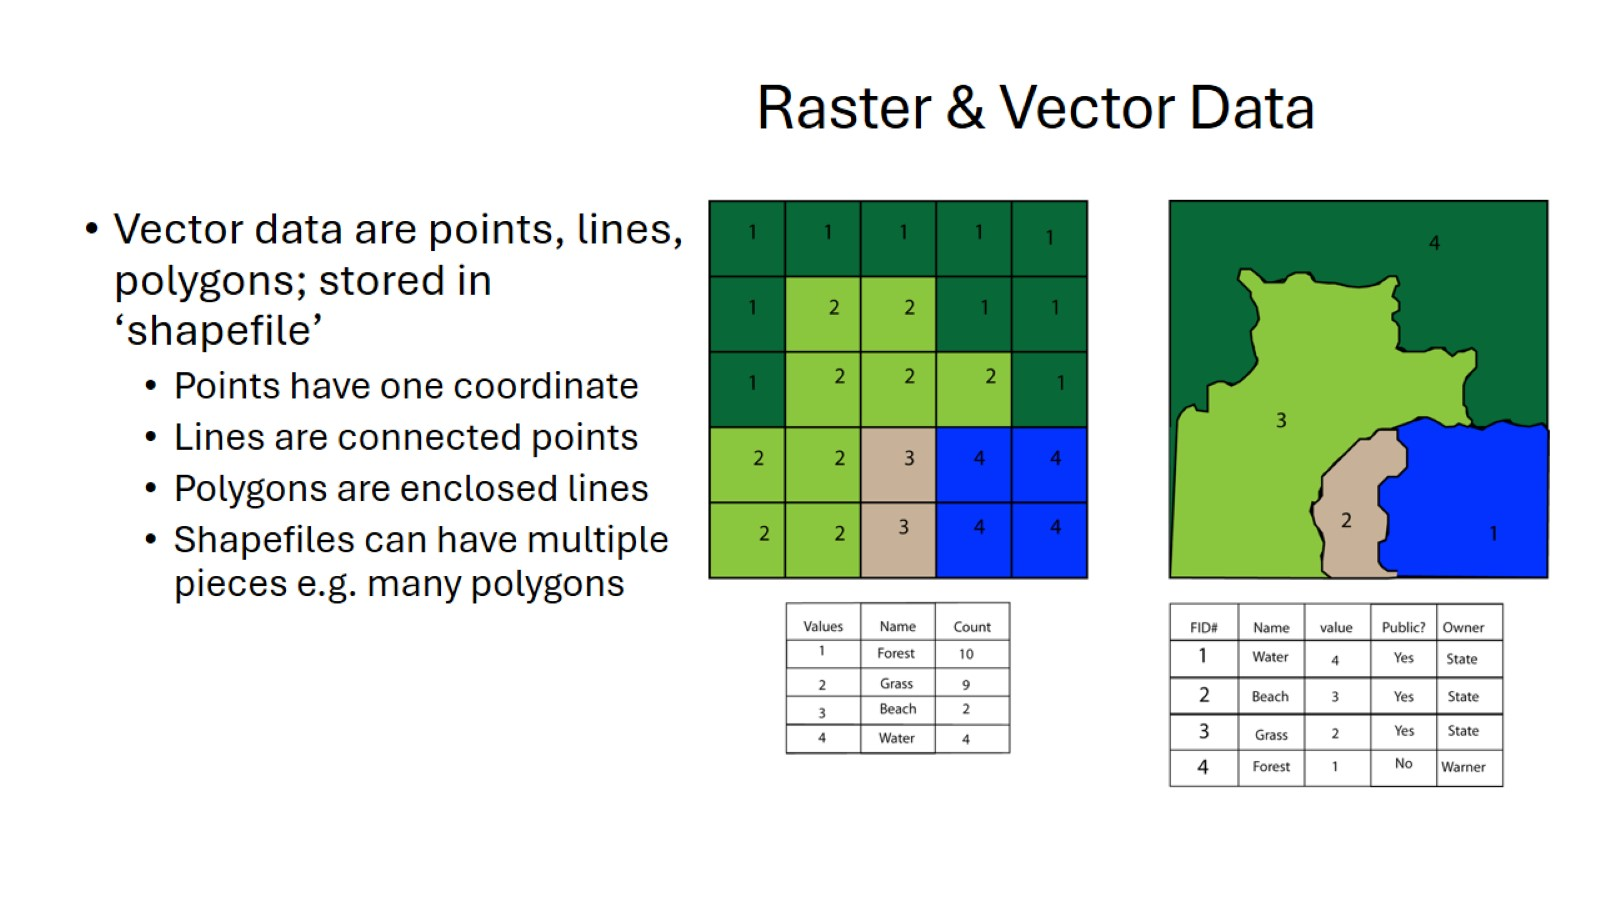 Raster & Vector Data
• Vector data are points, lines,
polygons; stored in
‘shapefile’
• Points have one coordinate
• Lines are connected points
• Polygons are enclosed lines
• Shapefiles can have multiple
pieces e.g. many polygons
1 1 1 1 1
1 2 2 1 1
1 2 2 2 1
2 2 3 4 4
2 2 3 4 4
Values Name Count
1 Forest 10
2 Grass 9
3 Beach 2
4 Water 4
4
3
2
1
FID# Name value Public? Owner
1 Water 4 Yes State
2 Beach 3 Yes State
3 Grass 2 Yes State
4 Forest 1 No Warner